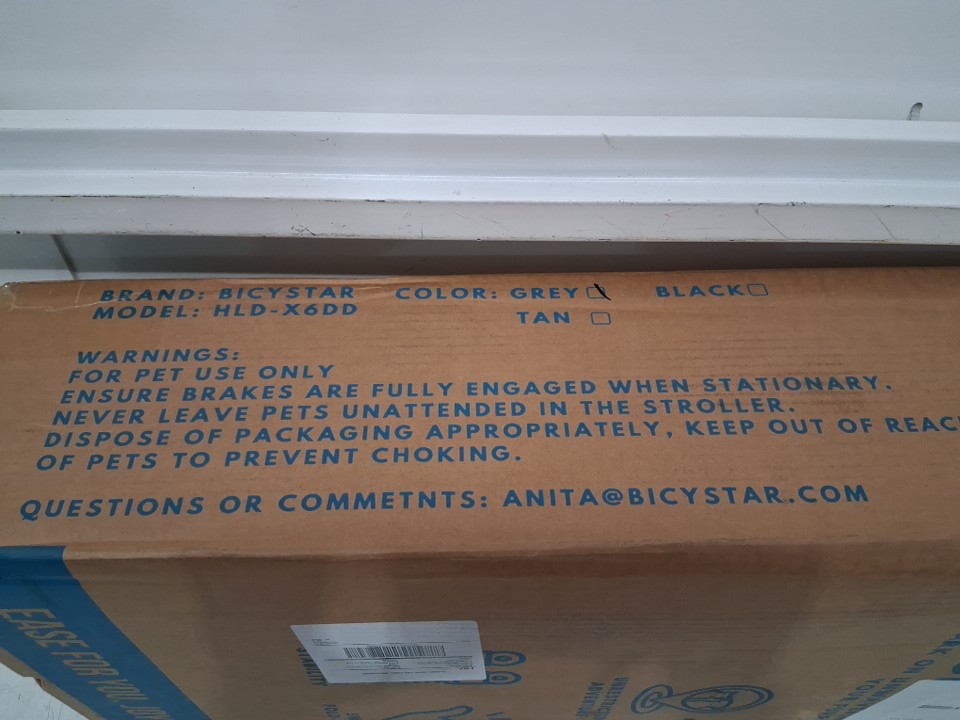 BRAND: BICYSTAR COLOR: GREY BLACK
MODEL: HLD-X6DD TAN
WARNINGS:
FOR PET USE ONLY
ENSURE BRAKES ARE FULLY ENGAGED WHEN STATIONARY.
NEVER LEAVE PETS UNATTENDED IN THE STROLLER.
DISPOSE OF PACKAGING APPROPRIATELY, KEEP OUT OF REAC
OF PETS TO PREVENT CHOKING.
QUESTIONS OR COMMETNTS: ANITA@BICYSTAR.COM
EASE FOR YOU,